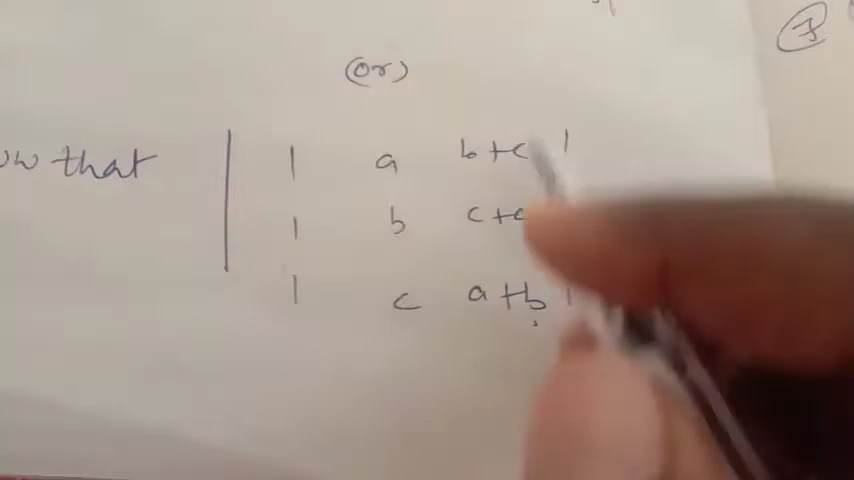 (or)
that | 1 a b+c |
1 b c+
1 c a+b |